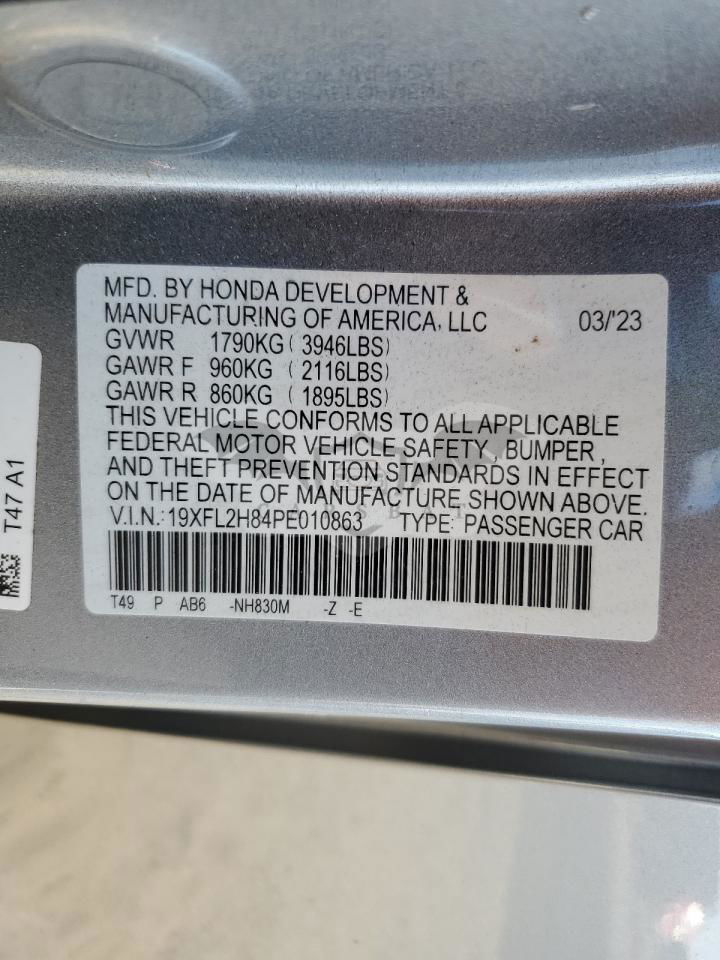 MFD. BY HONDA DEVELOPMENT &
MANUFACTURING OF AMERICA, LLC 03/'23
GVWR 1790KG ( 3946LBS)
GAWR F 960KG ( 2116LBS)
GAWR R 860KG ( 1895LBS)
THIS VEHICLE CONFORMS TO ALL APPLICABLE
FEDERAL MOTOR VEHICLE SAFETY, BUMPER,
AND THEFT PREVENTION STANDARDS IN EFFECT
ON THE DATE OF MANUFACTURE SHOWN ABOVE.
V.I.N.: 19XFL2H84PE010863 TYPE: PASSENGER CAR
T49 P AB6 -NH830M -Z -E
T47 A1